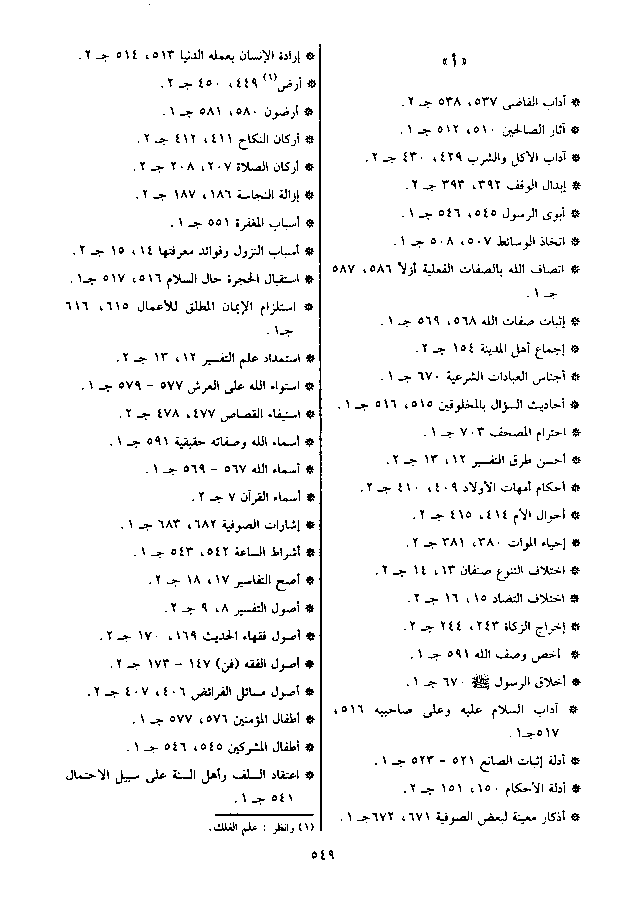 « أ »
* آداب القاضى ٥٣٧، ٥٣٨ جـ ٢.
* آثار الصالحين ٥١٠، ٥١٢ جـ ١.
* آداب الأكل والشرب ٤٢٩، ٤٣٠ جـ ٢.
* إبدال الوقف ٣٩٢، ٣٩٣ جـ ٢.
* أبوى الرسول ٥٤٥، ٥٤٦ جـ ١.
* اتخاذ الوسائط ٥٠٧، ٥٠٨ جـ ١.
* اتصاف الله بالصفات الفعلية أزلاً ٥٨٦، ٥٨٧
جـ ١.
* إثبات صفات الله ٥٦٨، ٥٦٩ جـ ١.
* إجماع أهل المدينة ١٥٤ جـ ٢.
* أجناس العبادات الشرعية ٦٧٠ جـ ١.
* أحاديث السؤال بالمخلوقين ٥١٥، ٥١٦ جـ ١.
* احترام المصحف ٧٠٣ جـ ١.
* أحسن طرق التفسير ١٢، ١٣ جـ ٢.
* أحكام أمهات الأولاد ٤٠٩، ٤١٠ جـ ٢.
* أحوال الأم ٤١٤، ٤١٥ جـ ٢.
* إحياء الموات ٣٨٠، ٣٨١ جـ ٢.
* اختلاف التنوع صنفان ٦٣، ١٤ جـ ٢.
* اختلاف التضاد ١٥، ١٦ جـ ٢.
* إخراج الزكاة ٢٤٣، ٢٤٤ جـ ٢.
* أخص وصف الله ٥٩١ جـ ١.
* أخلاق الرسول ﷺ ٦٧٠ جـ ١.
* آداب السلام عليه وعلى صاحبيه ٥١٦،
٥١٧ جـ ١.
* أدلة إثبات الصانع ٥٢١ - ٥٢٣ جـ ١.
* أدلة الأحكام ١٥٠، ١٥١ جـ ٢.
* أذكار معينة لبعض الصوفية ٦٧١، ٦٧٢ جـ ١.
* إرادة الإنسان بعمله الدنيا ٥١٣، ٥١٤ جـ ٢.
* أرض(١) ٤٤٩، ٤٥٠ جـ ٢.
* أرضون ٥٨٠، ٥٨١ جـ ١.
* أركان النكاح ٤١١، ٤١٢ جـ ٢.
* أركان الصلاة ٢٠٧، ٢٠٨ جـ ٢.
* إزالة النجاسة ١٨٦، ١٨٧ جـ ٢.
* أسباب المغفرة ٥٥١ جـ ١.
* أسباب النزول وفوائد معرفتها ١٤، ١٥ جـ ٢.
* استقبال الحجرة حال السلام ٥١٦، ٥١٧ جـ ١.
* استلزام الإيمان المطلق للأعمال ٦١٥، ٦١٦
جـ ١.
* استمداد علم التفسير ١٢، ١٣ جـ ٢.
* استواء الله على العرش ٥٧٧ - ٥٧٩ جـ ١.
* استيفاء القصاص ٤٧٧، ٤٧٨ جـ ٢.
* أسماء الله وصفاته حقيقية ٥٩١ جـ ١.
* أسماء الله ٥٦٧ - ٥٦٩ جـ ١.
* أسماء القرآن ٧ جـ ٢.
* إشارات الصوفية ٦٨٢، ٦٨٣ جـ ١.
* أشراط الساعة ٥٤٢، ٥٤٣ جـ ١.
* أصح التفاسير ١٧، ١٨ جـ ٢.
* أصول التفسير ٨، ٩ جـ ٢.
* أصول فقهاء الحديث ١٦٩، ١٧٠ جـ ٢.
* أصول الفقه (فن) ١٤٧ - ١٧٣ جـ ٢.
* أصول مسائل الفرائض ٤٠٦، ٤٠٧ جـ ٢.
* أطفال المؤمنين ٥٧٦، ٥٧٧ جـ ١.
* أطفال المشركين ٥٤٥، ٥٤٦ جـ ١.
* اعتقاد السلف وأهل السنة على سبيل الاحتمال
٥٤١ جـ ١.
(١) وانظر : علم الفلك.
٥٤٩